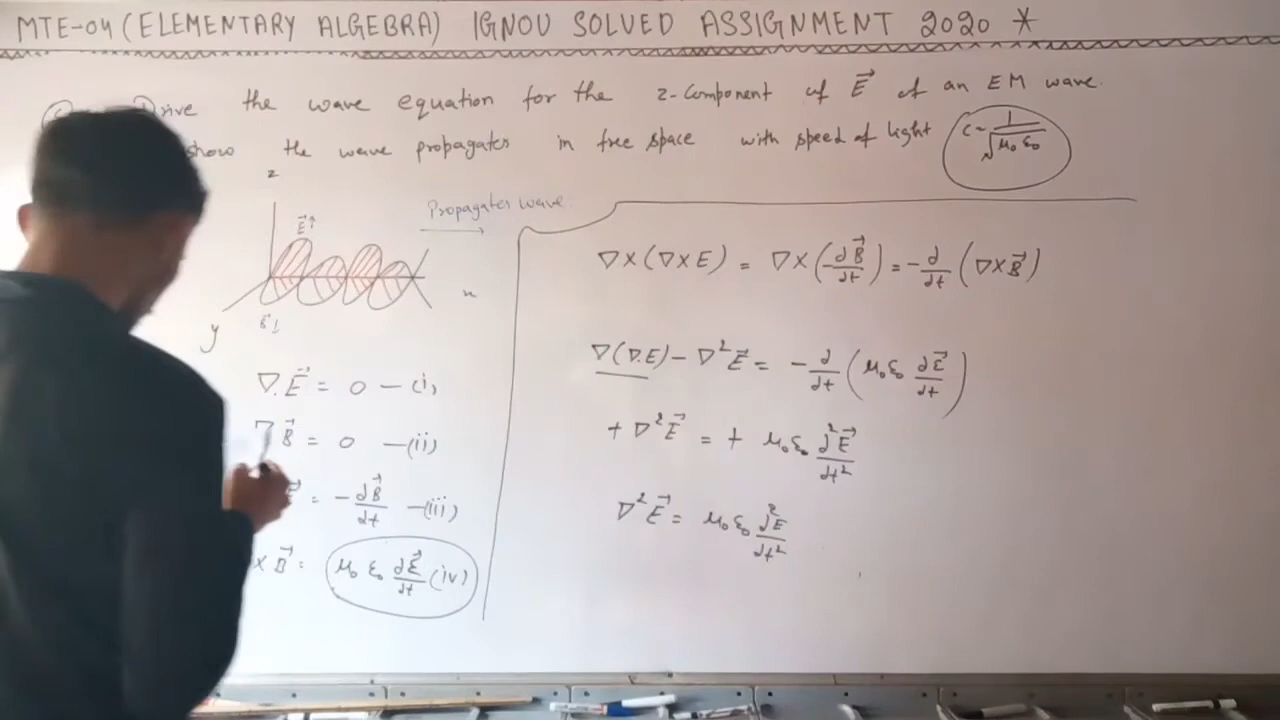 MTE-04 (ELEMENTARY ALGEBRA) IGNOU SOLVED ASSIGNMENT 2020 *
Drive the wave equation for the z-Component of E⃗ of an EM wave.
show the wave propagates in free space with speed of light c = 1/√(μ₀ε₀)
z
E⃗↑
Propagates wave
x
y
B⃗↓
∇.E⃗ = 0 —(i)
∇ B⃗ = 0 —(ii)
E⃗ = -dB⃗/dt —(iii)
× B⃗ = μ₀ ε₀ dE⃗/dt (iv)
∇×(∇×E) = ∇×(-dB⃗/dt) = -d/dt (∇×B⃗)
∇(∇.E) - ∇²E⃗ = -d/dt (μ₀ε₀ dE⃗/dt)
+ ∇²E⃗ = + μ₀ε₀ d²E⃗/dt²
∇²E⃗ = μ₀ε₀ d²E/dt²